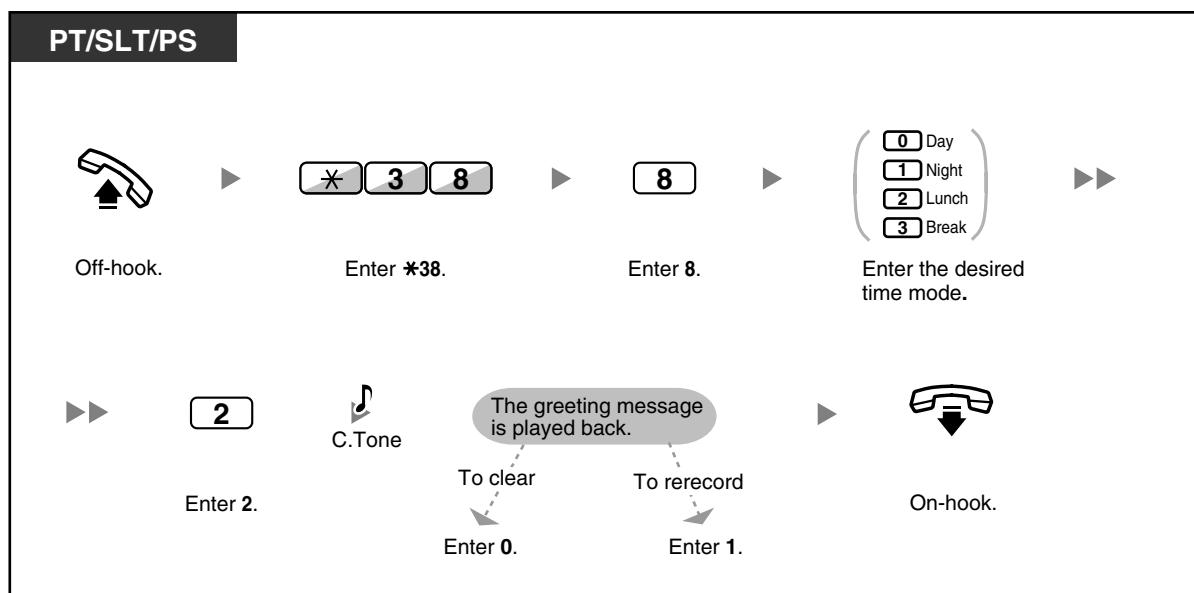 PT/SLT/PS
0 Day
1 Night
2 Lunch
3 Break
* 3 8
8
Off-hook.
Enter *38.
Enter 8.
Enter the desired
time mode.
2
C.Tone
The greeting message
is played back.
To clear
To rerecord
Enter 2.
On-hook.
Enter 0.
Enter 1.